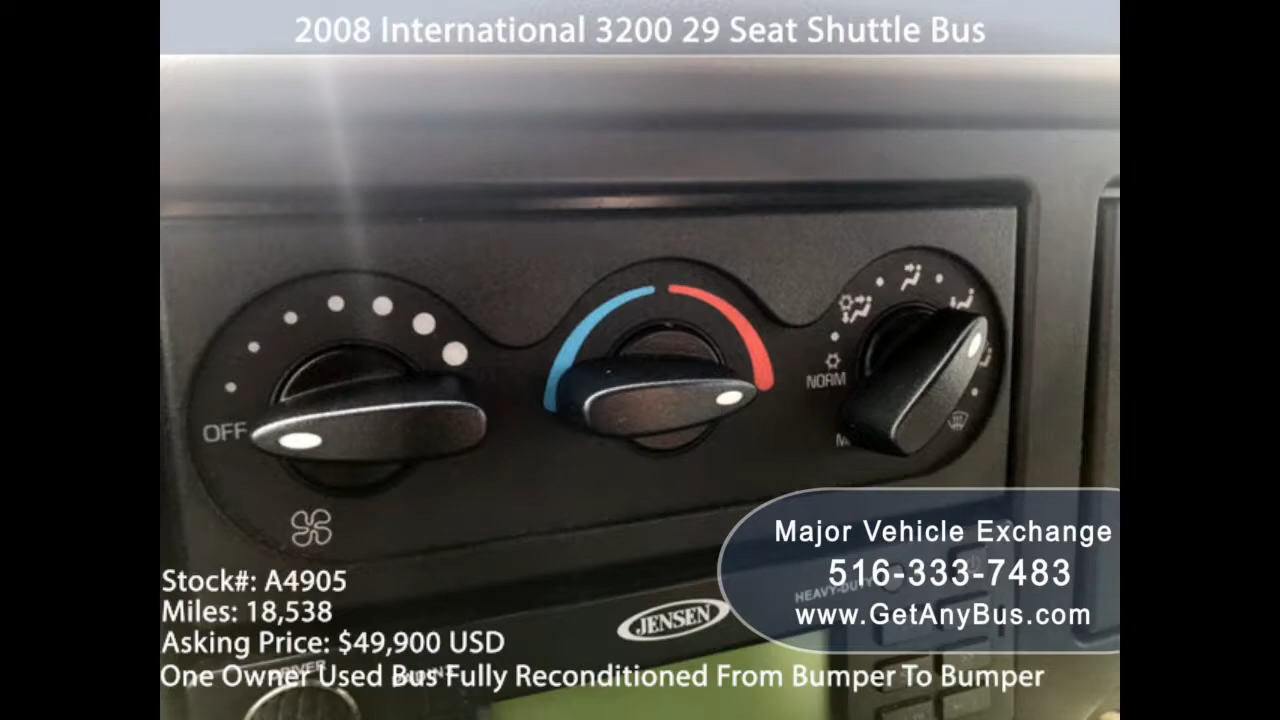 2008 International 3200 29 Seat Shuttle Bus
OFF
NORM
Major Vehicle Exchange
516-333-7483
www.GetAnyBus.com
HEAVY-DUTY
JENSEN
Stock#: A4905
Miles: 18,538
Asking Price: $49,900 USD
One Owner Used Bus Fully Reconditioned From Bumper To Bumper